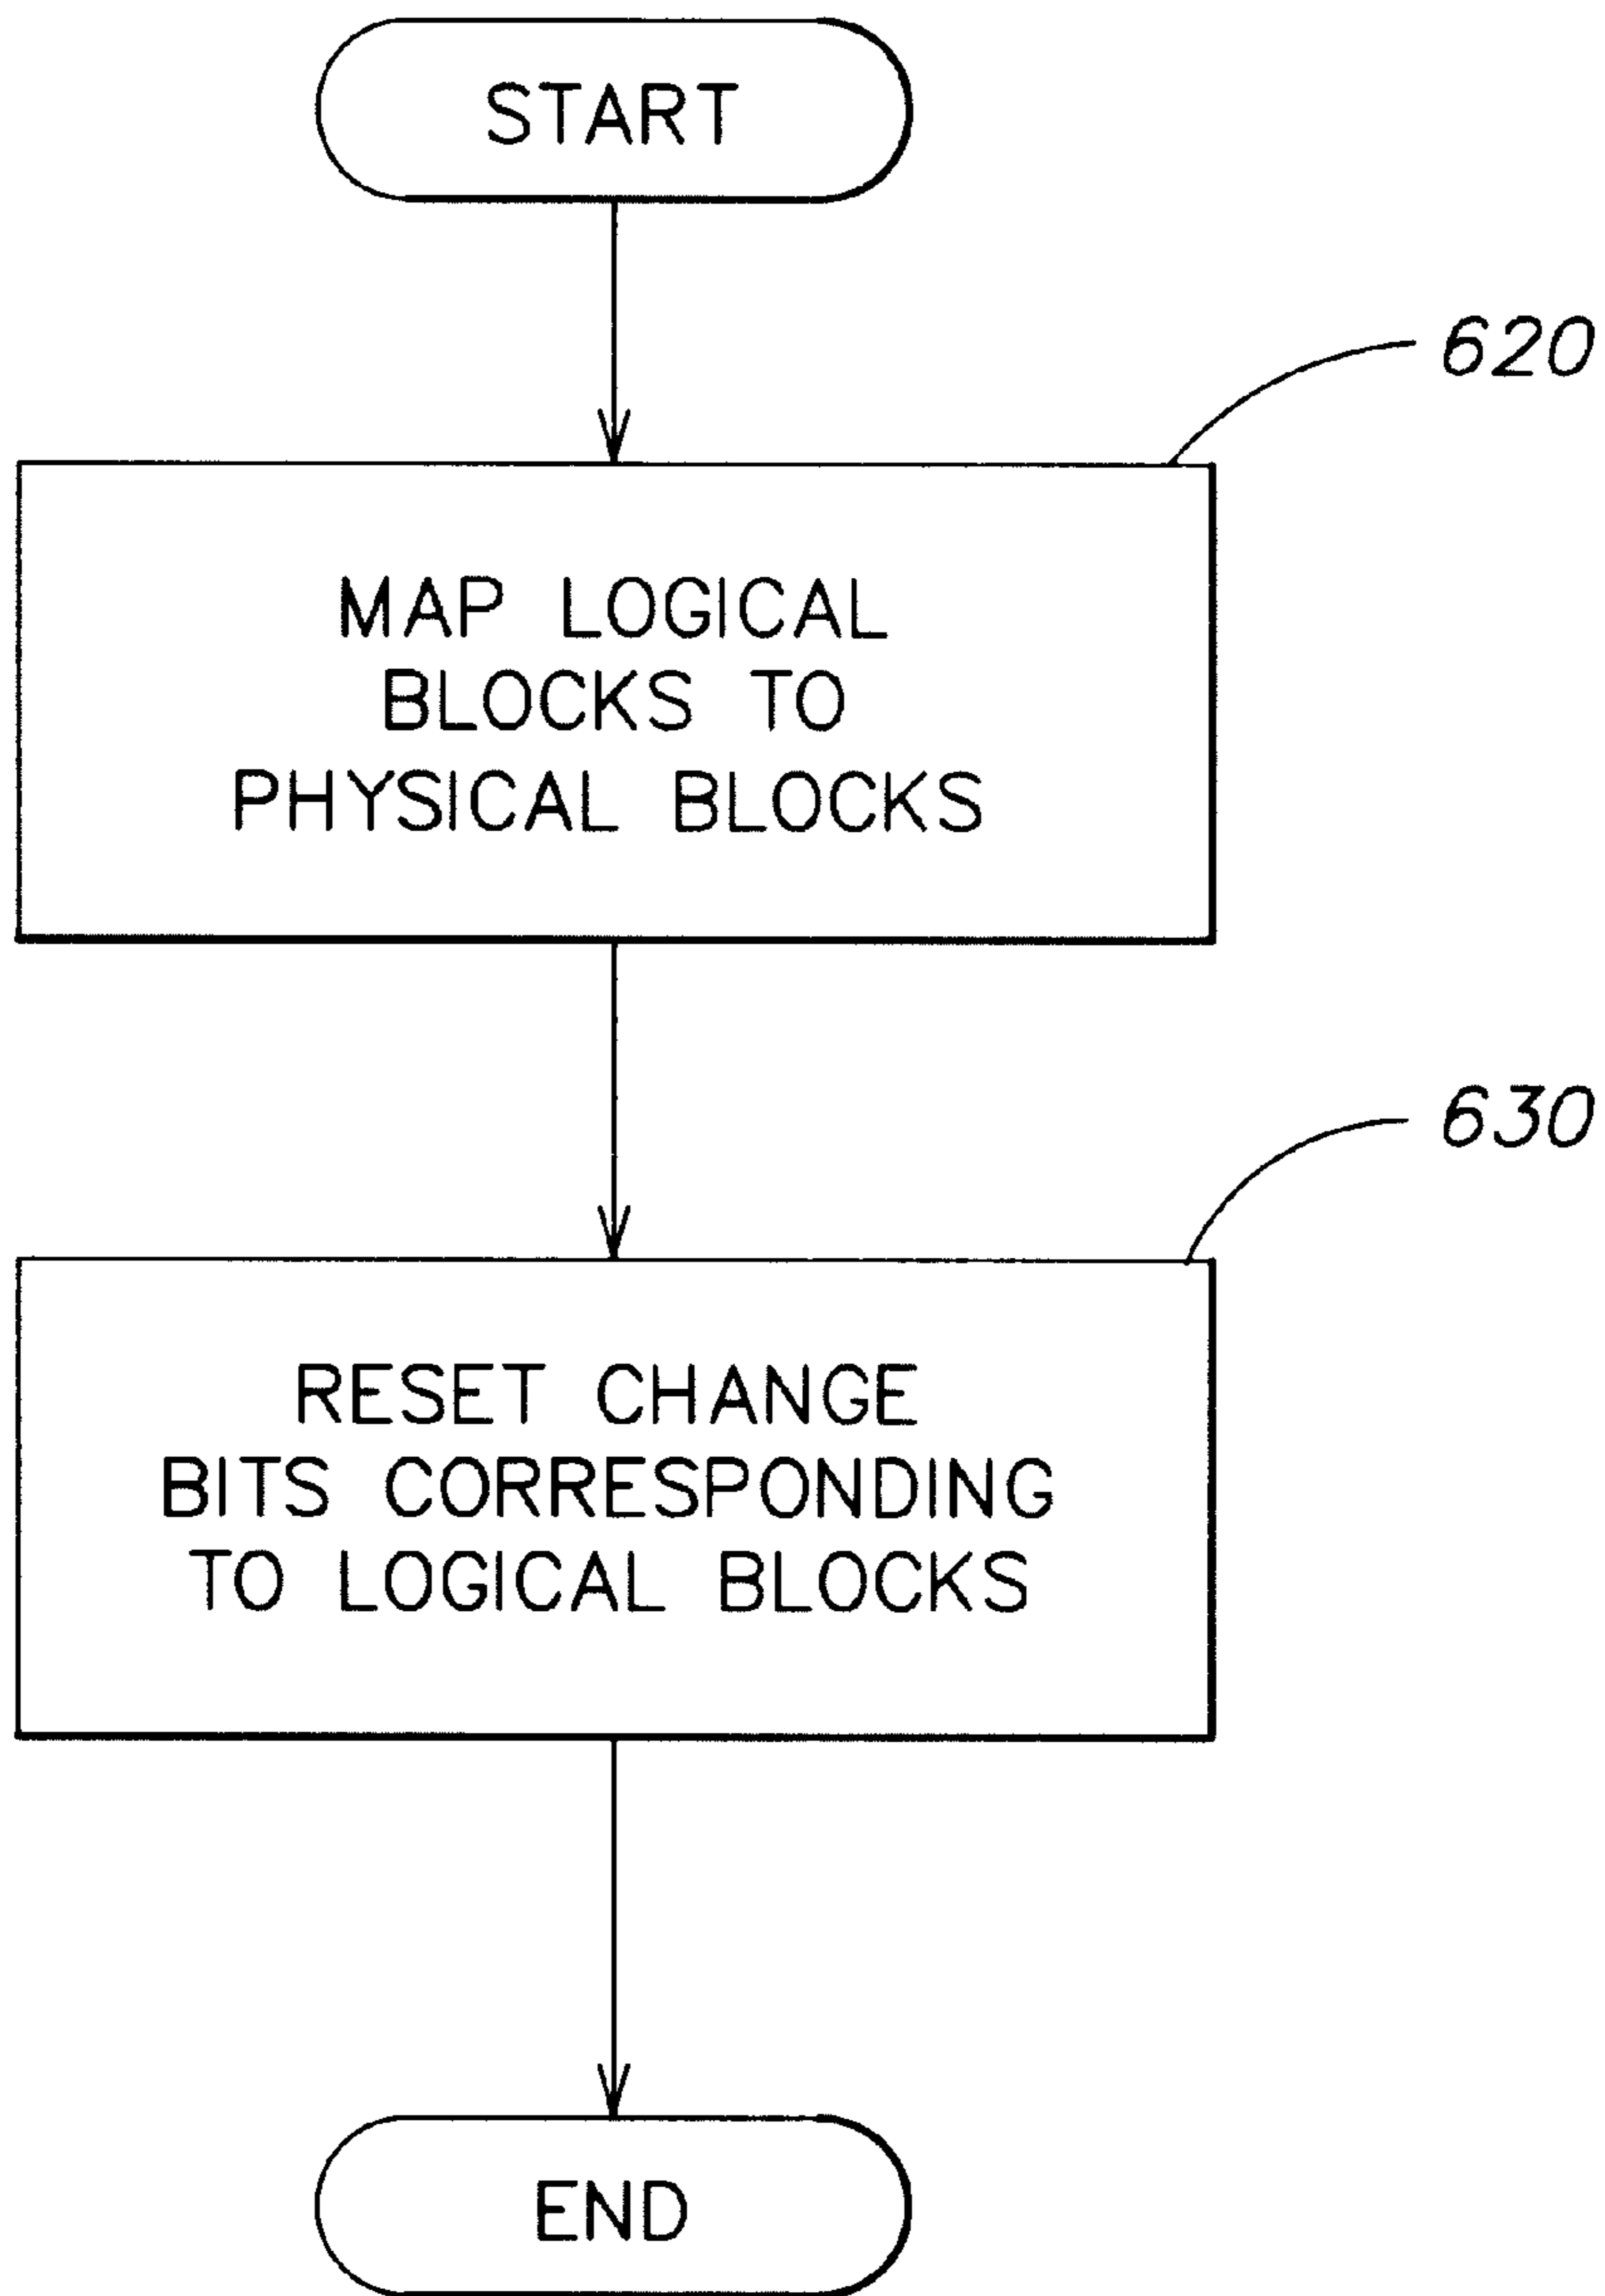 START
620
MAP LOGICAL
BLOCKS TO
PHYSICAL BLOCKS
630
RESET CHANGE
BITS CORRESPONDING
TO LOGICAL BLOCKS
END